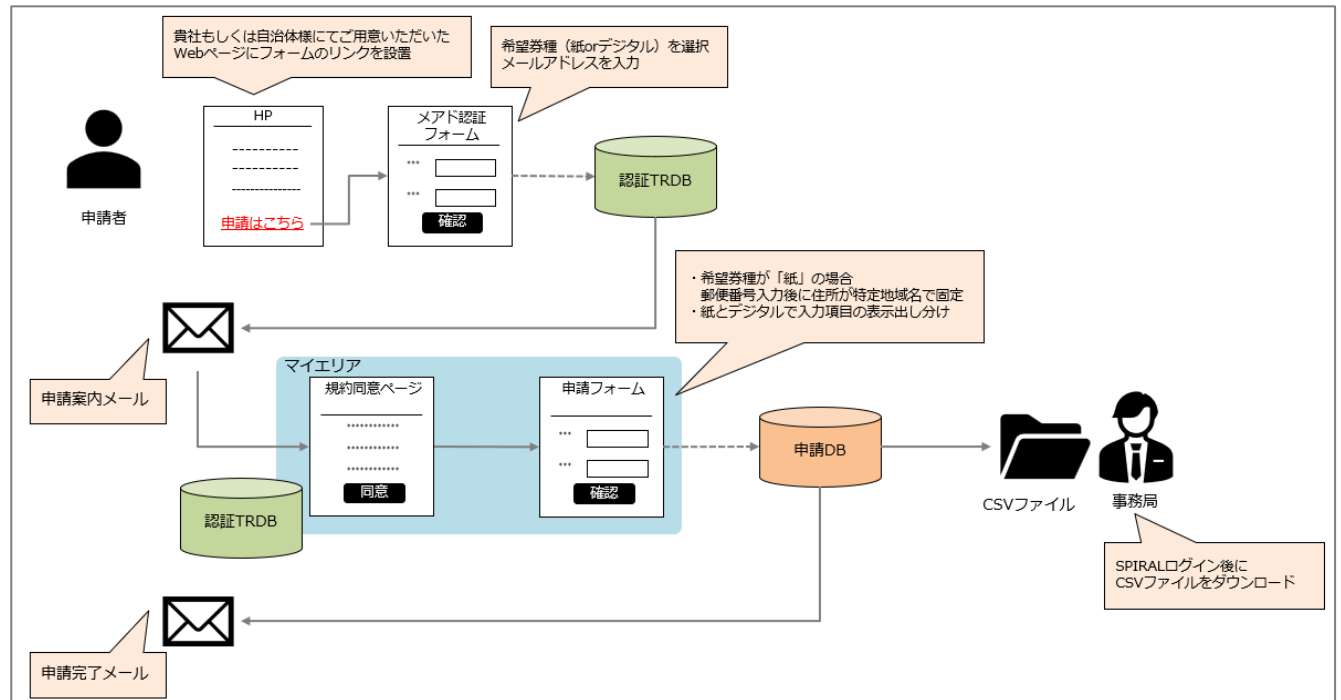 貴社もしくは自治体様にてご用意いただいた
Webページにフォームのリンクを設置
希望券種（紙orデジタル）を選択
メールアドレスを入力
申請者
HP
申請はこちら
メアド認証
フォーム
...
...
確認
認証TRDB
・希望券種が「紙」の場合
郵便番号入力後に住所が特定地域名で固定
・紙とデジタルで入力項目の表示出し分け
申請案内メール
マイエリア
規約同意ページ
同意
認証TRDB
申請フォーム
...
...
確認
申請DB
CSVファイル
事務局
SPIRALログイン後に
CSVファイルをダウンロード
申請完了メール